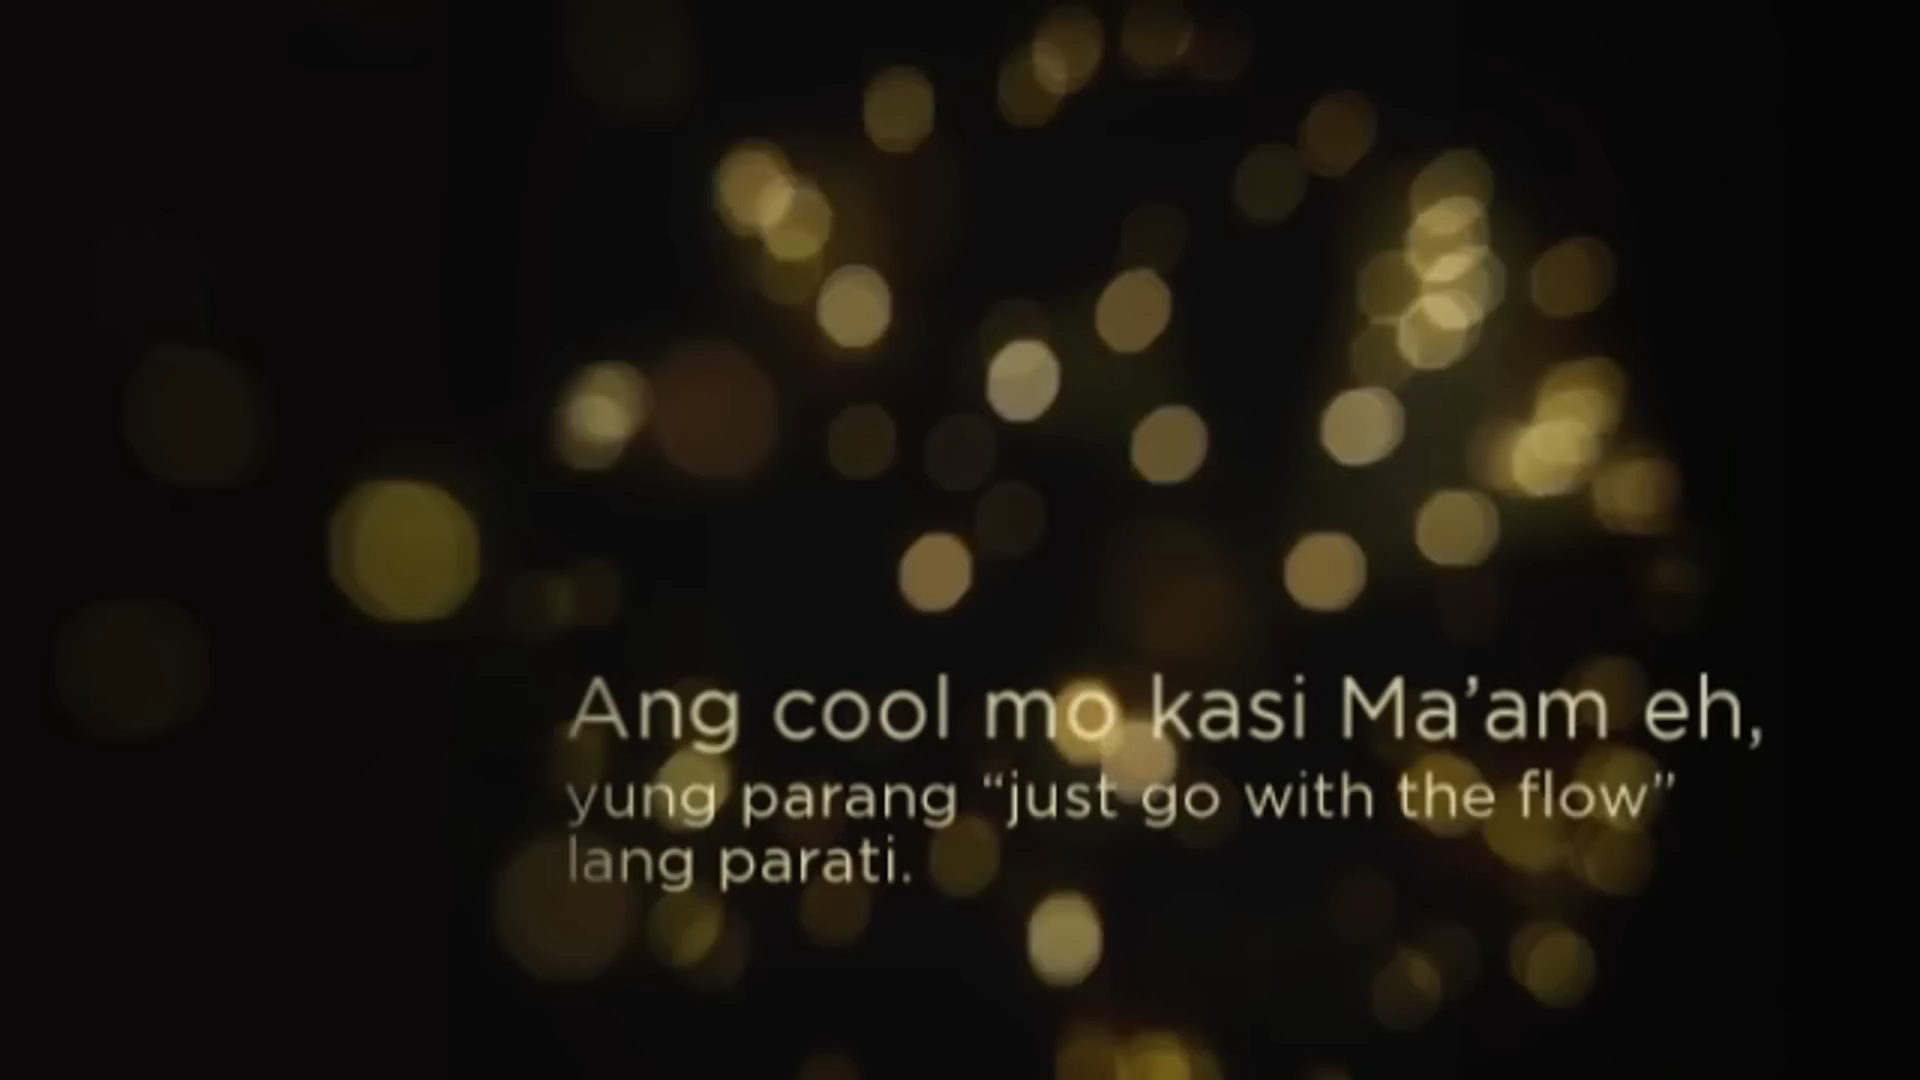 Ang cool mo kasi Ma’am eh,
yung parang “just go with the flow”
lang parati.